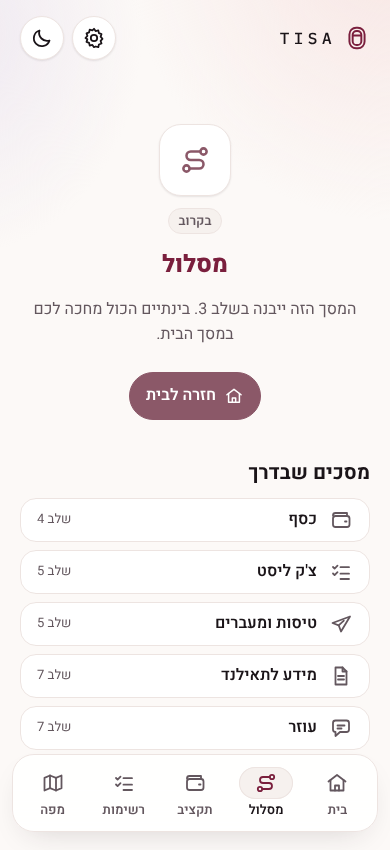 TISA
בקרוב
מסלול
המסך הזה ייבנה בשלב 3. בינתיים הכול מחכה לכם
במסך הבית.
חזרה לבית
מסכים שבדרך
כסף שלב 4
צ'ק ליסט שלב 5
טיסות ומעברים שלב 5
מידע לתאילנד שלב 7
עוזר שלב 7
בית מסלול תקציב רשימות מפה